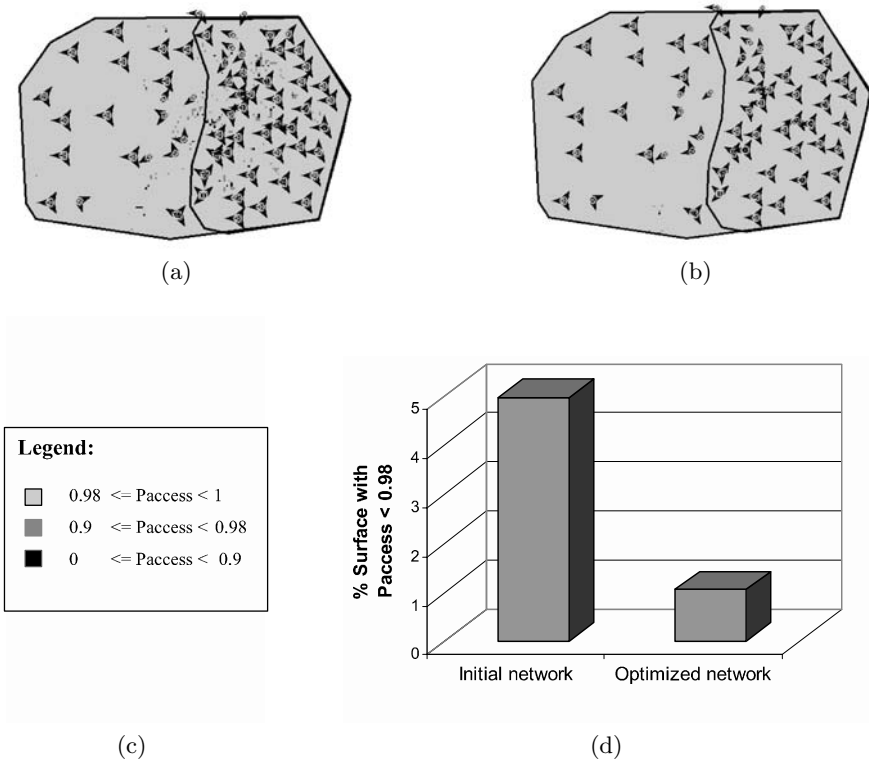 (a)
(b)
Legend:
0.98 <= Paccess < 1
0.9 <= Paccess < 0.98
0 <= Paccess < 0.9
(c)
% Surface with
Paccess < 0.98
5
4
3
2
1
0
Initial network
Optimized network
(d)